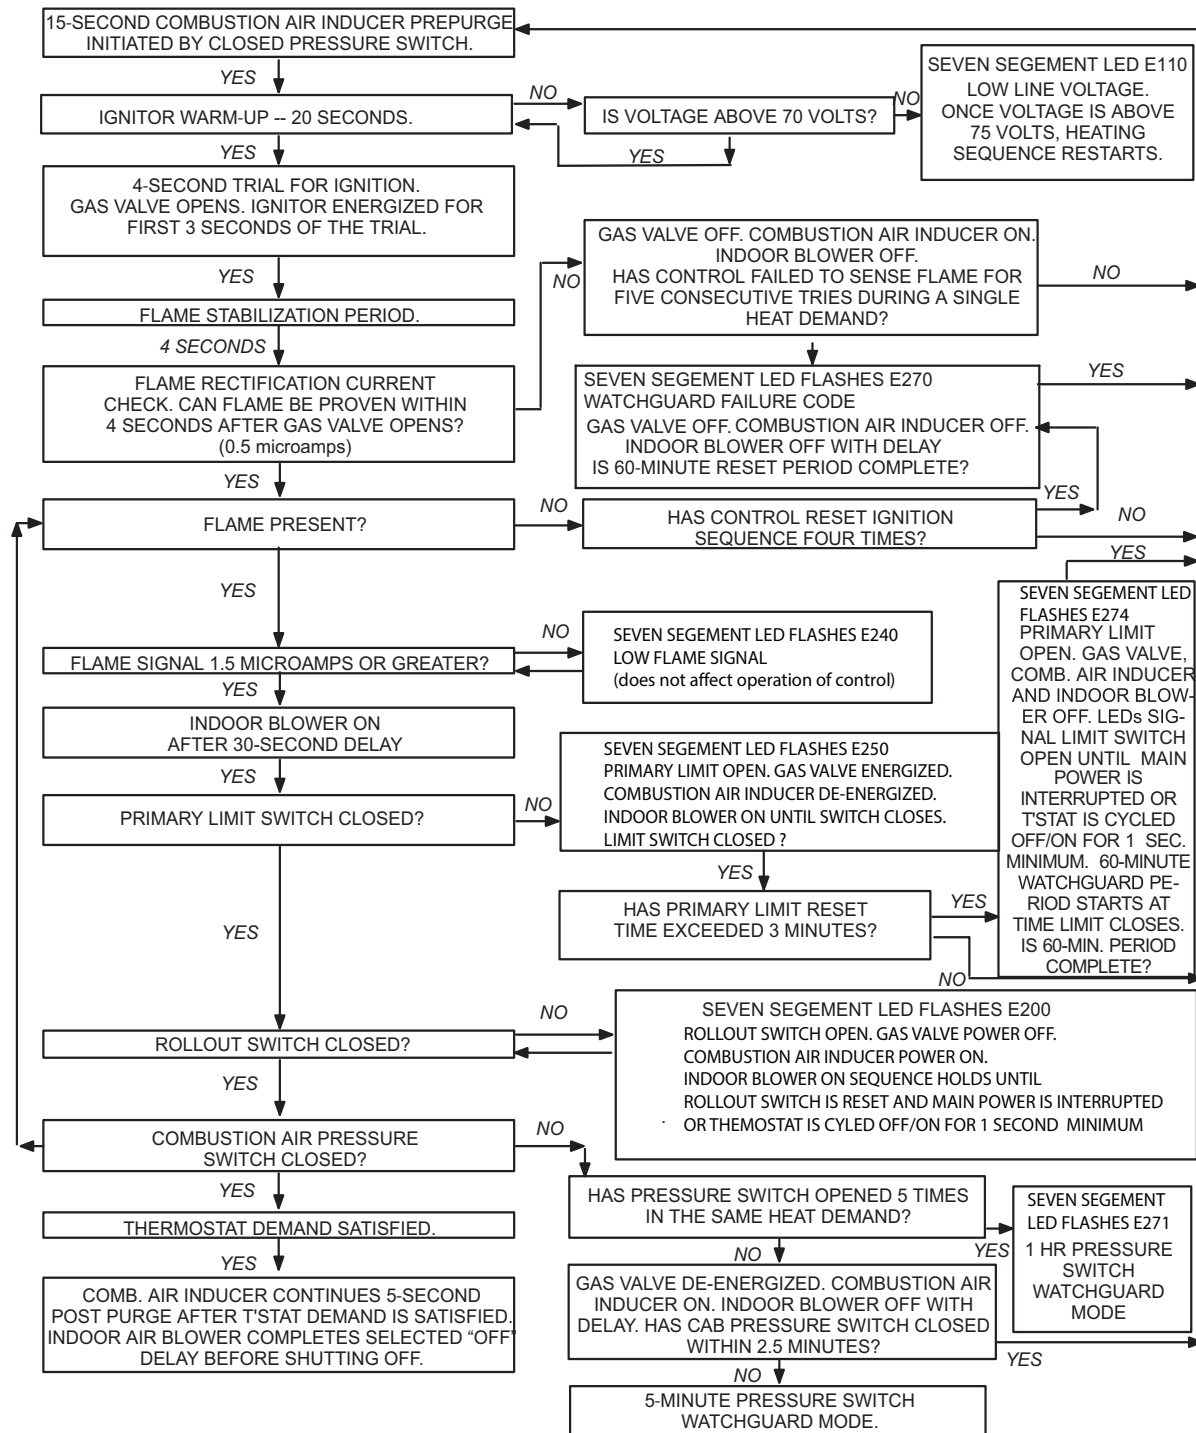 15-SECOND COMBUSTION AIR INDUCER PREPURGE
INITIATED BY CLOSED PRESSURE SWITCH.
YES
IGNITOR WARM-UP -- 20 SECONDS.
NO
IS VOLTAGE ABOVE 70 VOLTS?
NO
YES
SEVEN SEGEMENT LED E110
LOW LINE VOLTAGE.
ONCE VOLTAGE IS ABOVE
75 VOLTS, HEATING
SEQUENCE RESTARTS.
YES
4-SECOND TRIAL FOR IGNITION.
GAS VALVE OPENS. IGNITOR ENERGIZED FOR
FIRST 3 SECONDS OF THE TRIAL.
YES
FLAME STABILIZATION PERIOD.
4 SECONDS
FLAME RECTIFICATION CURRENT
CHECK. CAN FLAME BE PROVEN WITHIN
4 SECONDS AFTER GAS VALVE OPENS?
(0.5 microamps)
NO
GAS VALVE OFF. COMBUSTION AIR INDUCER ON.
INDOOR BLOWER OFF.
HAS CONTROL FAILED TO SENSE FLAME FOR
FIVE CONSECUTIVE TRIES DURING A SINGLE
HEAT DEMAND?
NO
SEVEN SEGEMENT LED FLASHES E270
WATCHGUARD FAILURE CODE
GAS VALVE OFF. COMBUSTION AIR INDUCER OFF.
INDOOR BLOWER OFF WITH DELAY
IS 60-MINUTE RESET PERIOD COMPLETE?
YES
YES
FLAME PRESENT?
NO
HAS CONTROL RESET IGNITION
SEQUENCE FOUR TIMES?
YES
NO
YES
FLAME SIGNAL 1.5 MICROAMPS OR GREATER?
NO
SEVEN SEGEMENT LED FLASHES E240
LOW FLAME SIGNAL
(does not affect operation of control)
YES
SEVEN SEGEMENT LED
FLASHES E274
PRIMARY LIMIT
OPEN. GAS VALVE,
COMB. AIR INDUCER
AND INDOOR BLOW-
ER OFF. LEDs SIG-
NAL LIMIT SWITCH
OPEN UNTIL MAIN
POWER IS
INTERRUPTED OR
T'STAT IS CYCLED
OFF/ON FOR 1 SEC.
MINIMUM. 60-MINUTE
WATCHGUARD PE-
RIOD STARTS AT
TIME LIMIT CLOSES.
IS 60-MIN. PERIOD
COMPLETE?
YES
INDOOR BLOWER ON
AFTER 30-SECOND DELAY
YES
PRIMARY LIMIT SWITCH CLOSED?
NO
SEVEN SEGEMENT LED FLASHES E250
PRIMARY LIMIT OPEN. GAS VALVE ENERGIZED.
COMBUSTION AIR INDUCER DE-ENERGIZED.
INDOOR BLOWER ON UNTIL SWITCH CLOSES.
LIMIT SWITCH CLOSED ?
YES
HAS PRIMARY LIMIT RESET
TIME EXCEEDED 3 MINUTES?
YES
NO
YES
ROLLOUT SWITCH CLOSED?
NO
SEVEN SEGEMENT LED FLASHES E200
ROLLOUT SWITCH OPEN. GAS VALVE POWER OFF.
COMBUSTION AIR INDUCER POWER ON.
INDOOR BLOWER ON SEQUENCE HOLDS UNTIL
ROLLOUT SWITCH IS RESET AND MAIN POWER IS INTERRUPTED
. OR THEMOSTAT IS CYLED OFF/ON FOR 1 SECOND MINIMUM
YES
COMBUSTION AIR PRESSURE
SWITCH CLOSED?
NO
HAS PRESSURE SWITCH OPENED 5 TIMES
IN THE SAME HEAT DEMAND?
YES
SEVEN SEGEMENT
LED FLASHES E271
1 HR PRESSURE
SWITCH
WATCHGUARD
MODE
YES
THERMOSTAT DEMAND SATISFIED.
YES
COMB. AIR INDUCER CONTINUES 5-SECOND
POST PURGE AFTER T'STAT DEMAND IS SATISFIED.
INDOOR AIR BLOWER COMPLETES SELECTED “OFF”
DELAY BEFORE SHUTTING OFF.
NO
GAS VALVE DE-ENERGIZED. COMBUSTION AIR
INDUCER ON. INDOOR BLOWER OFF WITH
DELAY. HAS CAB PRESSURE SWITCH CLOSED
WITHIN 2.5 MINUTES?
YES
NO
5-MINUTE PRESSURE SWITCH
WATCHGUARD MODE.